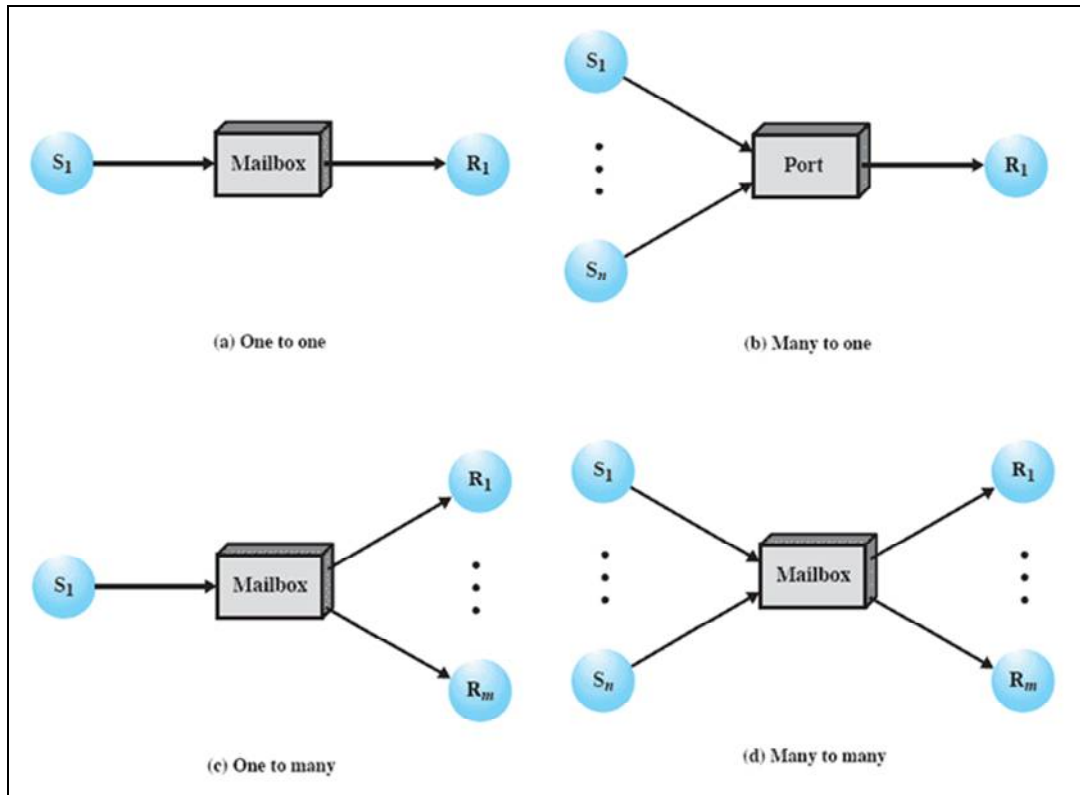 S1
Mailbox
R1
(a) One to one
S1
Sn
Port
R1
(b) Many to one
S1
Mailbox
R1
Rm
(c) One to many
S1
Sn
Mailbox
R1
Rm
(d) Many to many